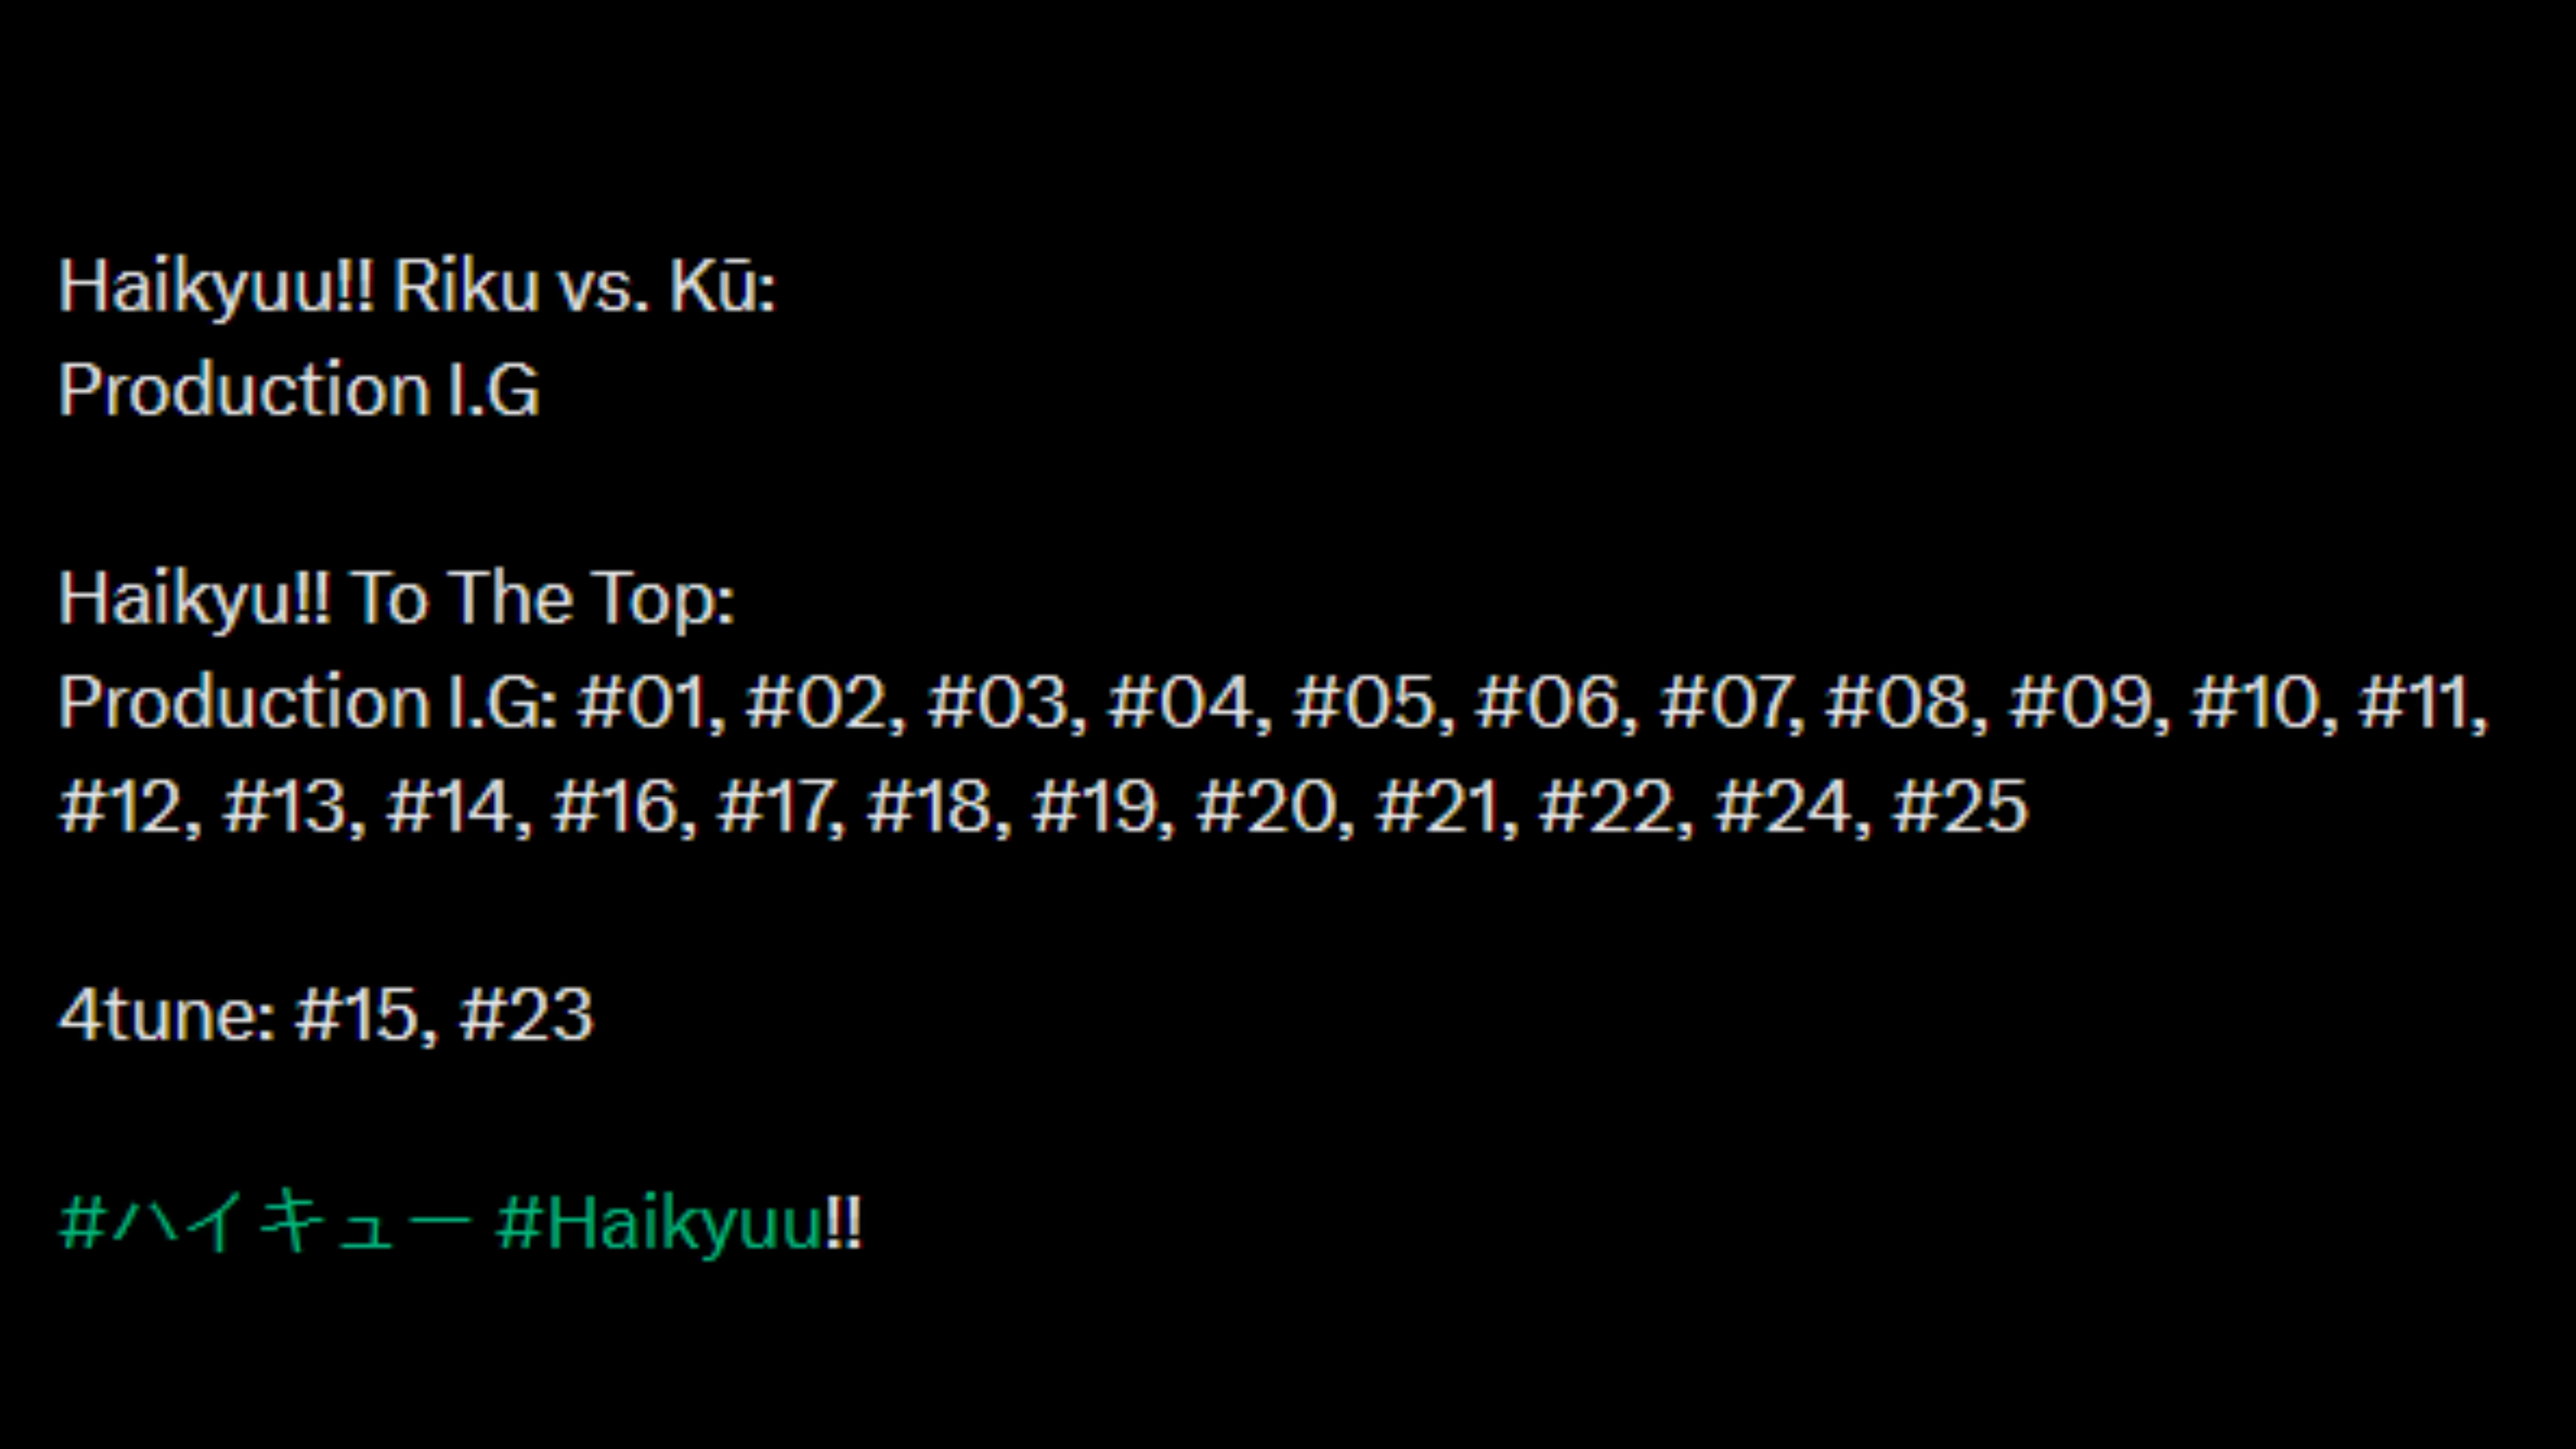 Haikyuu!! Riku vs. Kū:
Production I.G
Haikyu!! To The Top:
Production I.G: #01, #02, #03, #04, #05, #06, #07, #08, #09, #10, #11,
#12, #13, #14, #16, #17, #18, #19, #20, #21, #22, #24, #25
4tune: #15, #23
#ハイキュー #Haikyuu!!